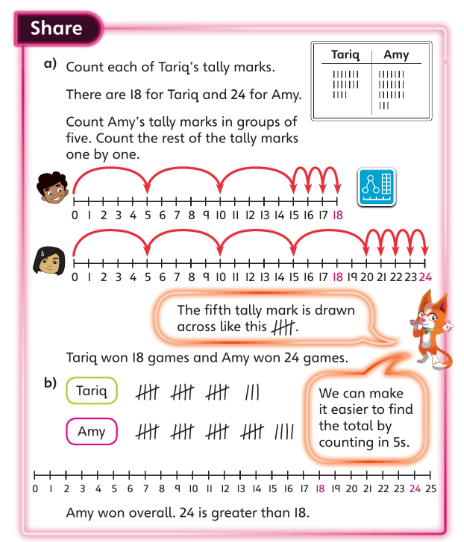 Share
a) Count each of Tariq's tally marks.
There are 18 for Tariq and 24 for Amy.
Count Amy's tally marks in groups of
five. Count the rest of the tally marks
one by one.
Tariq Amy
0 1 2 3 4 5 6 7 8 9 10 11 12 13 14 15 16 17 18
0 1 2 3 4 5 6 7 8 9 10 11 12 13 14 15 16 17 18 19 20 21 22 23 24
The fifth tally mark is drawn
across like this 𝍸.
Tariq won 18 games and Amy won 24 games.
b) Tariq
Amy
We can make
it easier to find
the total by
counting in 5s.
0 1 2 3 4 5 6 7 8 9 10 11 12 13 14 15 16 17 18 19 20 21 22 23 24 25
Amy won overall. 24 is greater than 18.